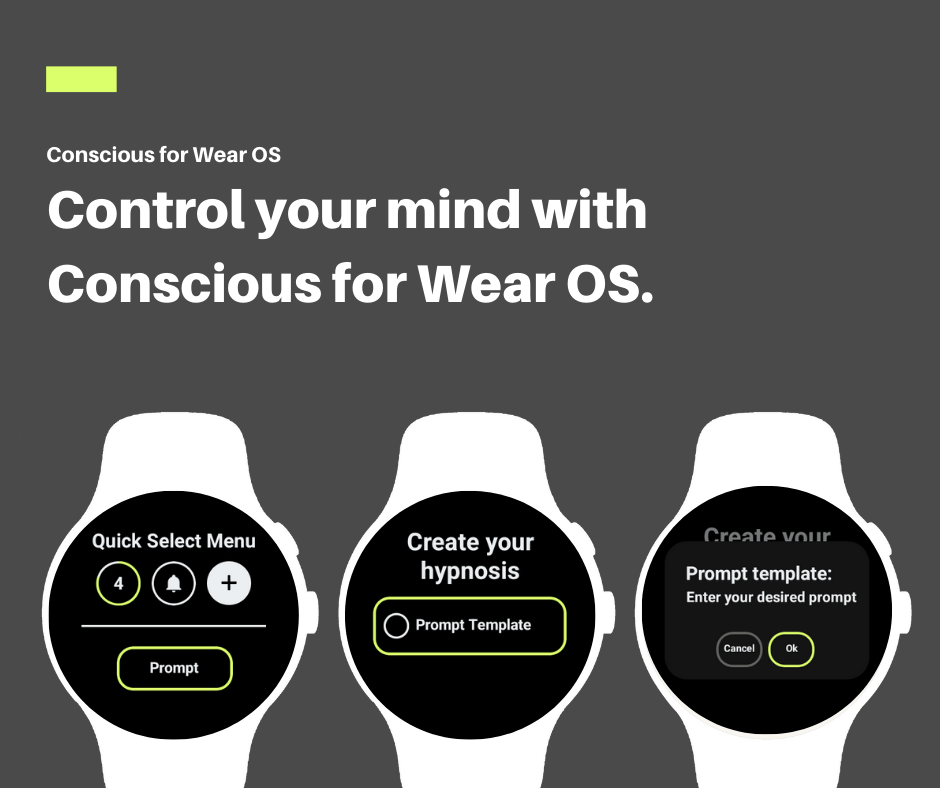 Conscious for Wear OS
Control your mind with
Conscious for Wear OS.
Quick Select Menu
4
+
Prompt
Create your
hypnosis
Prompt Template
Create your
Prompt template:
Enter your desired prompt
Cancel Ok